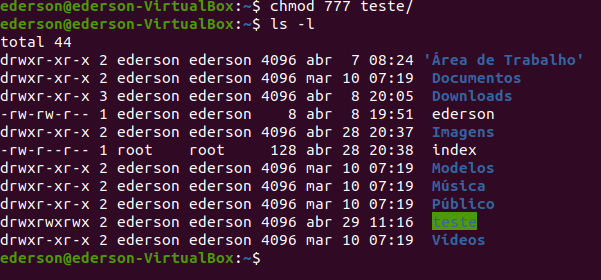 ederson@ederson-VirtualBox:~$ chmod 777 teste/
ederson@ederson-VirtualBox:~$ ls -l
total 44
drwxr-xr-x 2 ederson ederson 4096 abr  7 08:24 'Área de Trabalho'
drwxr-xr-x 2 ederson ederson 4096 mar 10 07:19  Documentos
drwxr-xr-x 3 ederson ederson 4096 abr  8 20:05  Downloads
-rw-rw-r-- 1 ederson ederson    8 abr  8 19:51  ederson
drwxr-xr-x 2 ederson ederson 4096 abr 28 20:37  Imagens
-rw-r--r-- 1 root    root     128 abr 28 20:38  index
drwxr-xr-x 2 ederson ederson 4096 mar 10 07:19  Modelos
drwxr-xr-x 2 ederson ederson 4096 mar 10 07:19  Música
drwxr-xr-x 2 ederson ederson 4096 mar 10 07:19  Público
drwxrwxrwx 2 ederson ederson 4096 abr 29 11:16  teste
drwxr-xr-x 2 ederson ederson 4096 mar 10 07:19  Vídeos
ederson@ederson-VirtualBox:~$